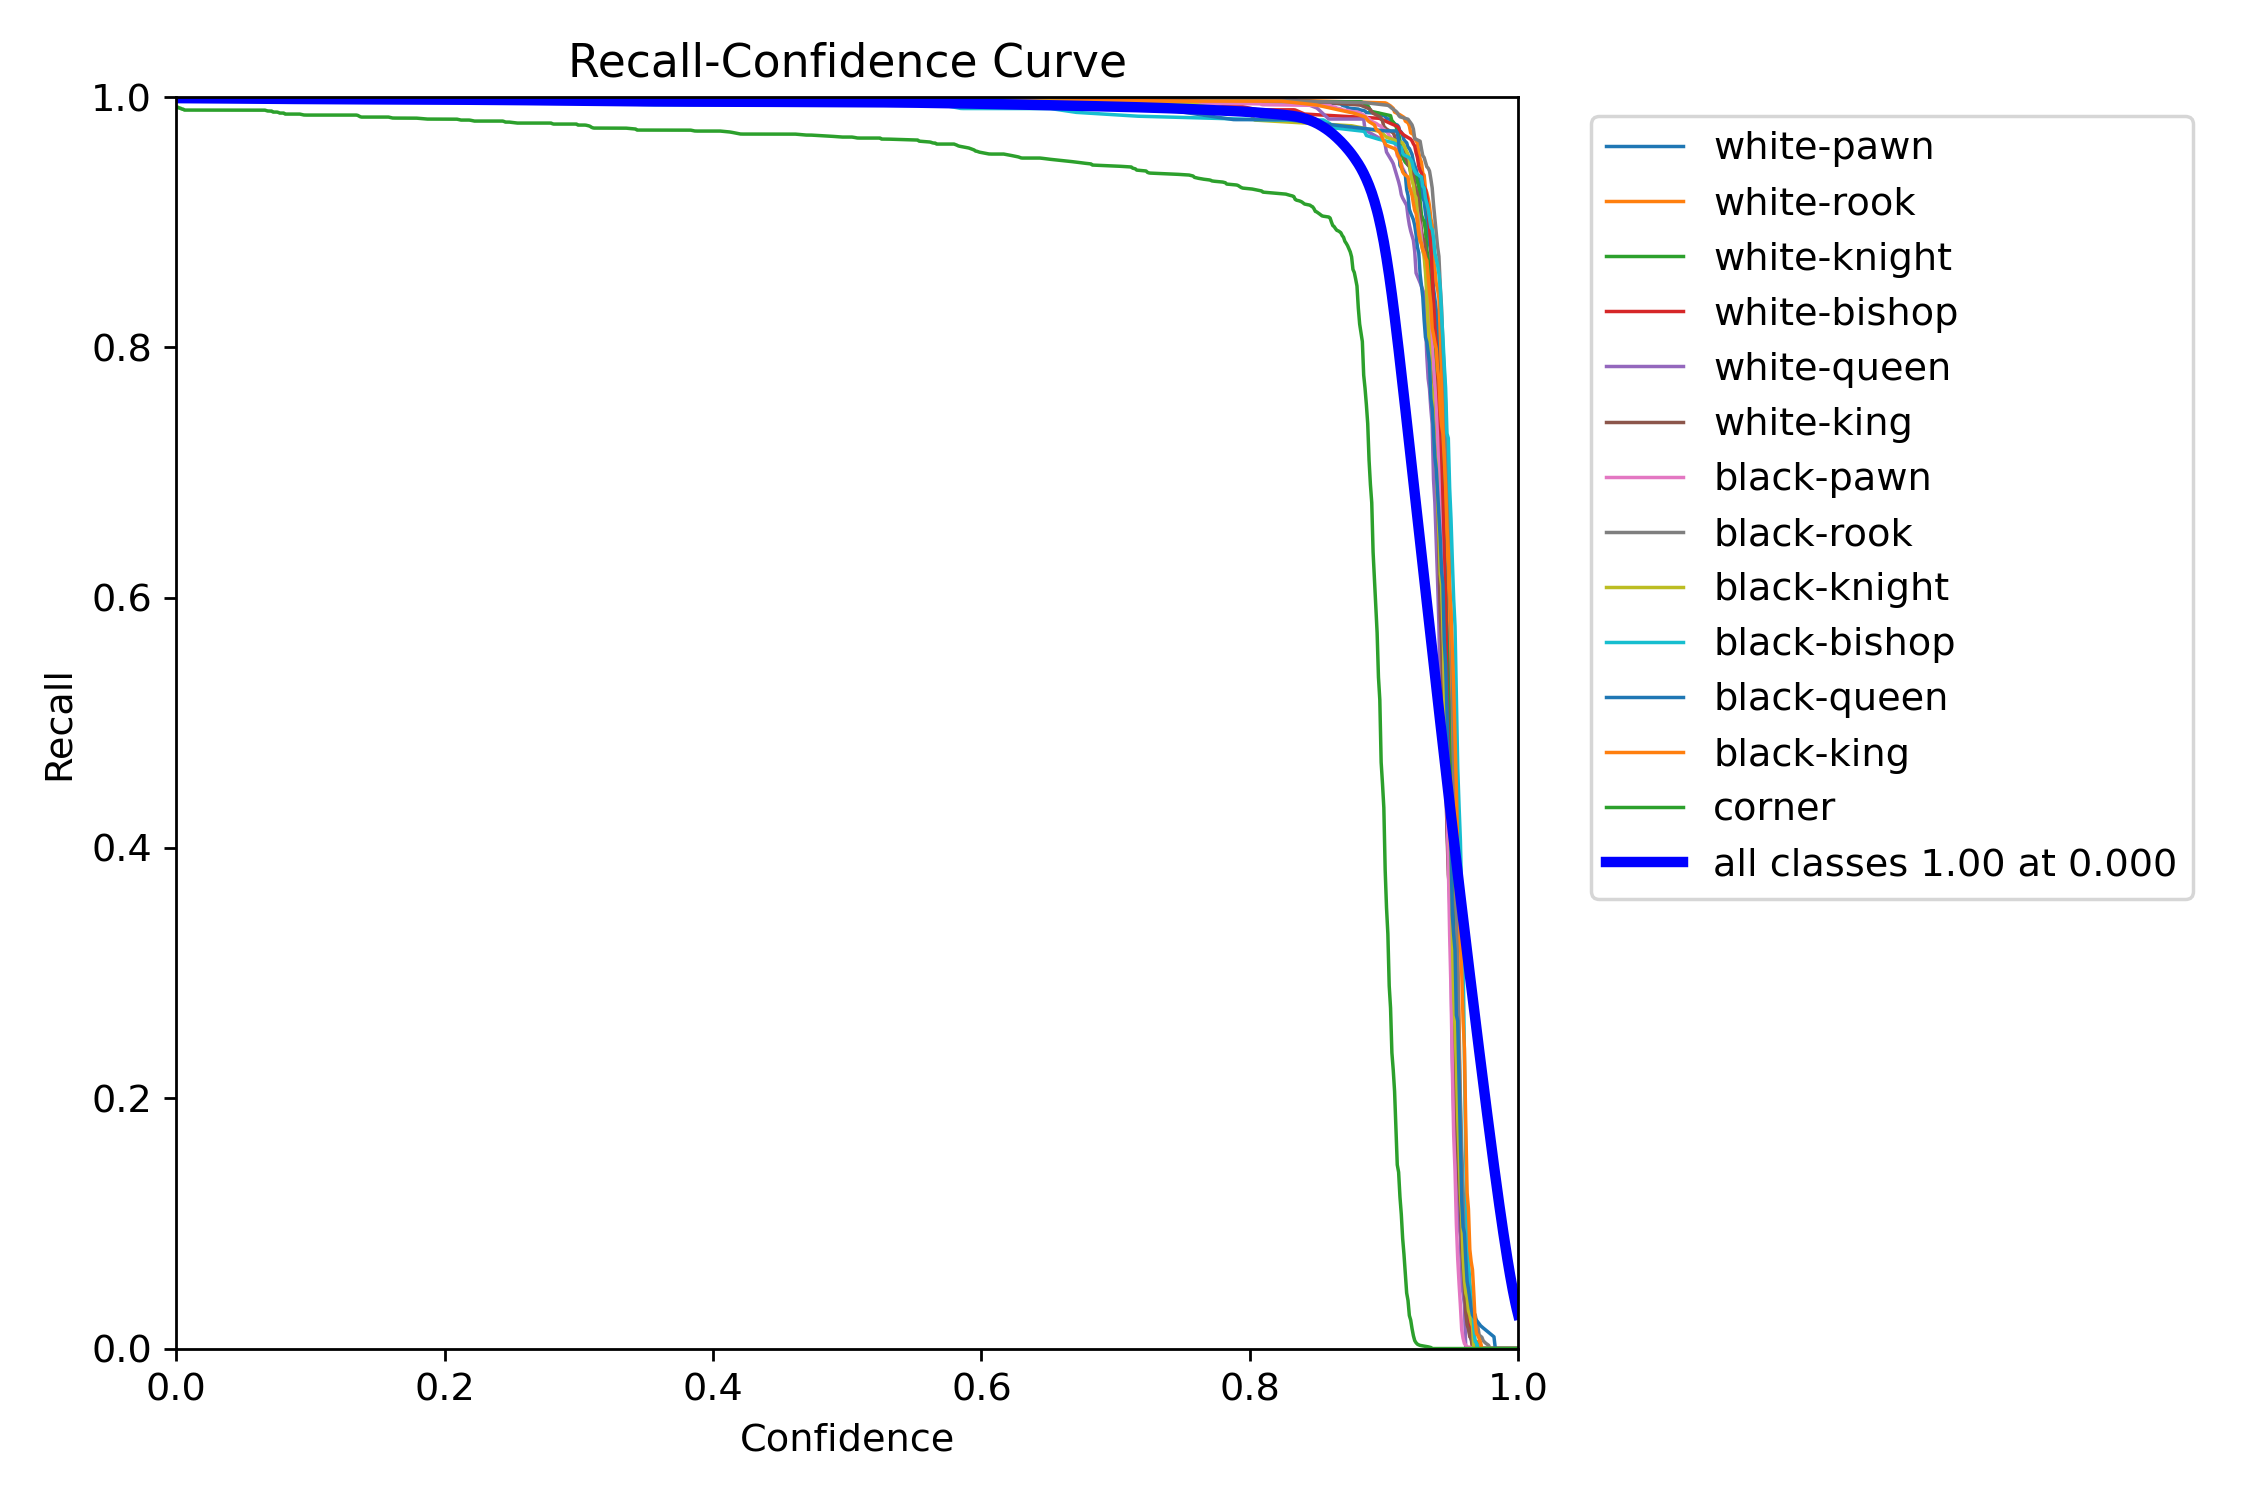 Recall-Confidence Curve
1.0
0.8
0.6
0.4
0.2
0.0
Recall
0.0 0.2 0.4 0.6 0.8 1.0
Confidence
white-pawn
white-rook
white-knight
white-bishop
white-queen
white-king
black-pawn
black-rook
black-knight
black-bishop
black-queen
black-king
corner
all classes 1.00 at 0.000